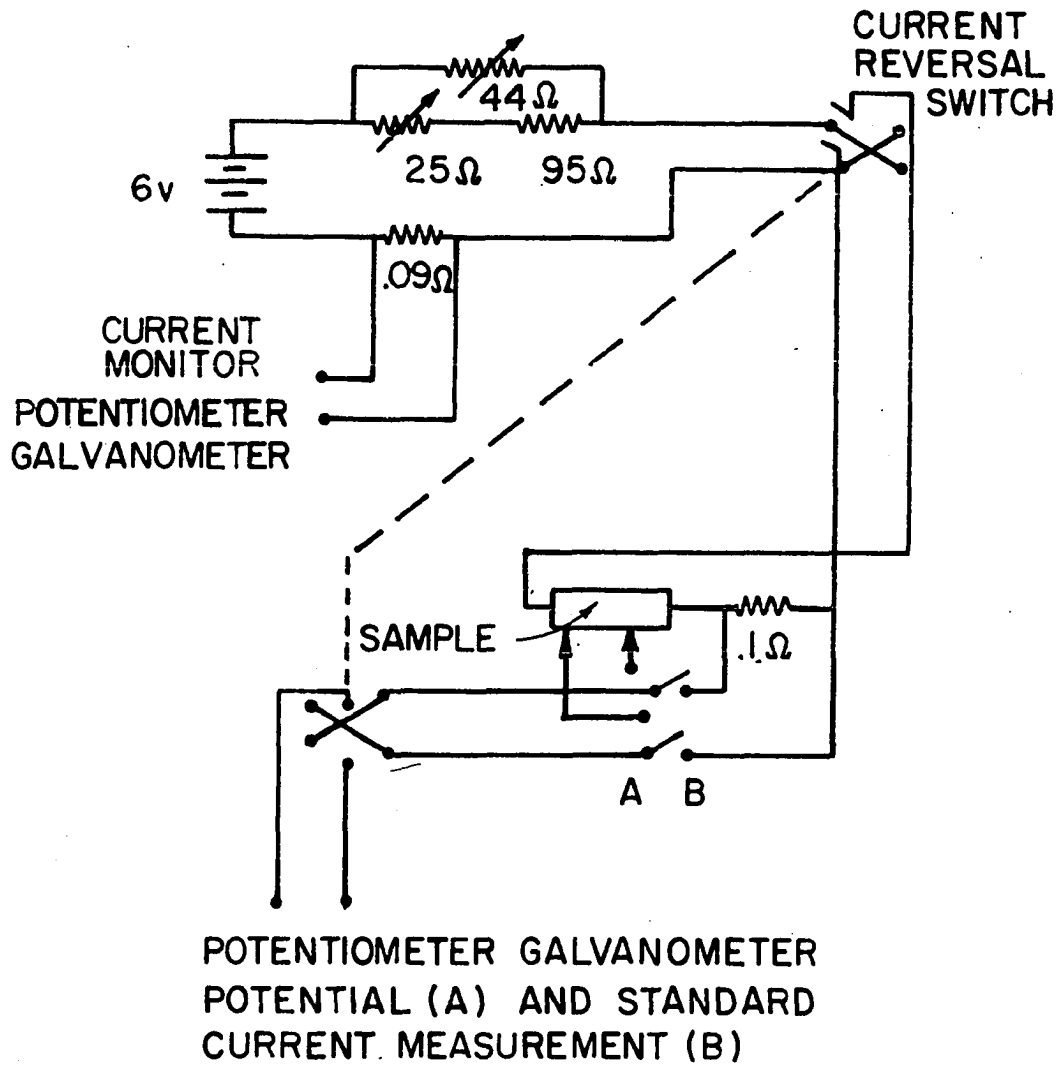 CURRENT
REVERSAL
SWITCH
44Ω
25Ω
95Ω
6v
.09Ω
CURRENT
MONITOR
POTENTIOMETER
GALVANOMETER
SAMPLE
.1Ω
A B
POTENTIOMETER GALVANOMETER
POTENTIAL (A) AND STANDARD
CURRENT. MEASUREMENT (B)